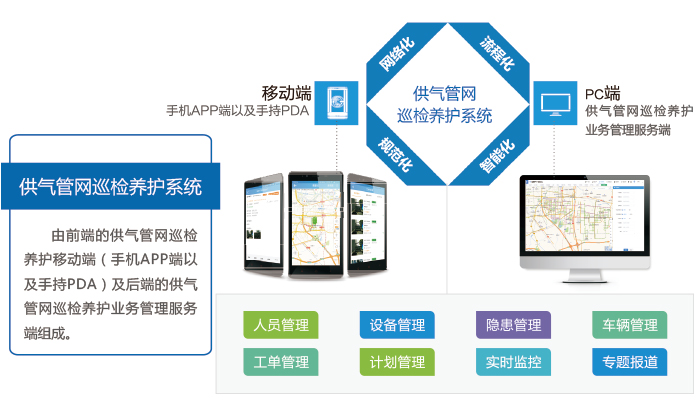 网络化
流程化
供气管网
巡检养护系统
规范化
智能化
移动端
手机APP端以及手持PDA
PC端
供气管网巡检养护
业务管理服务端
供气管网巡检养护系统
由前端的供气管网巡检
养护移动端（手机APP端以
及手持PDA）及后端的供气
管网巡检养护业务管理服务
端组成。
人员管理
设备管理
隐患管理
车辆管理
工单管理
计划管理
实时监控
专题报道